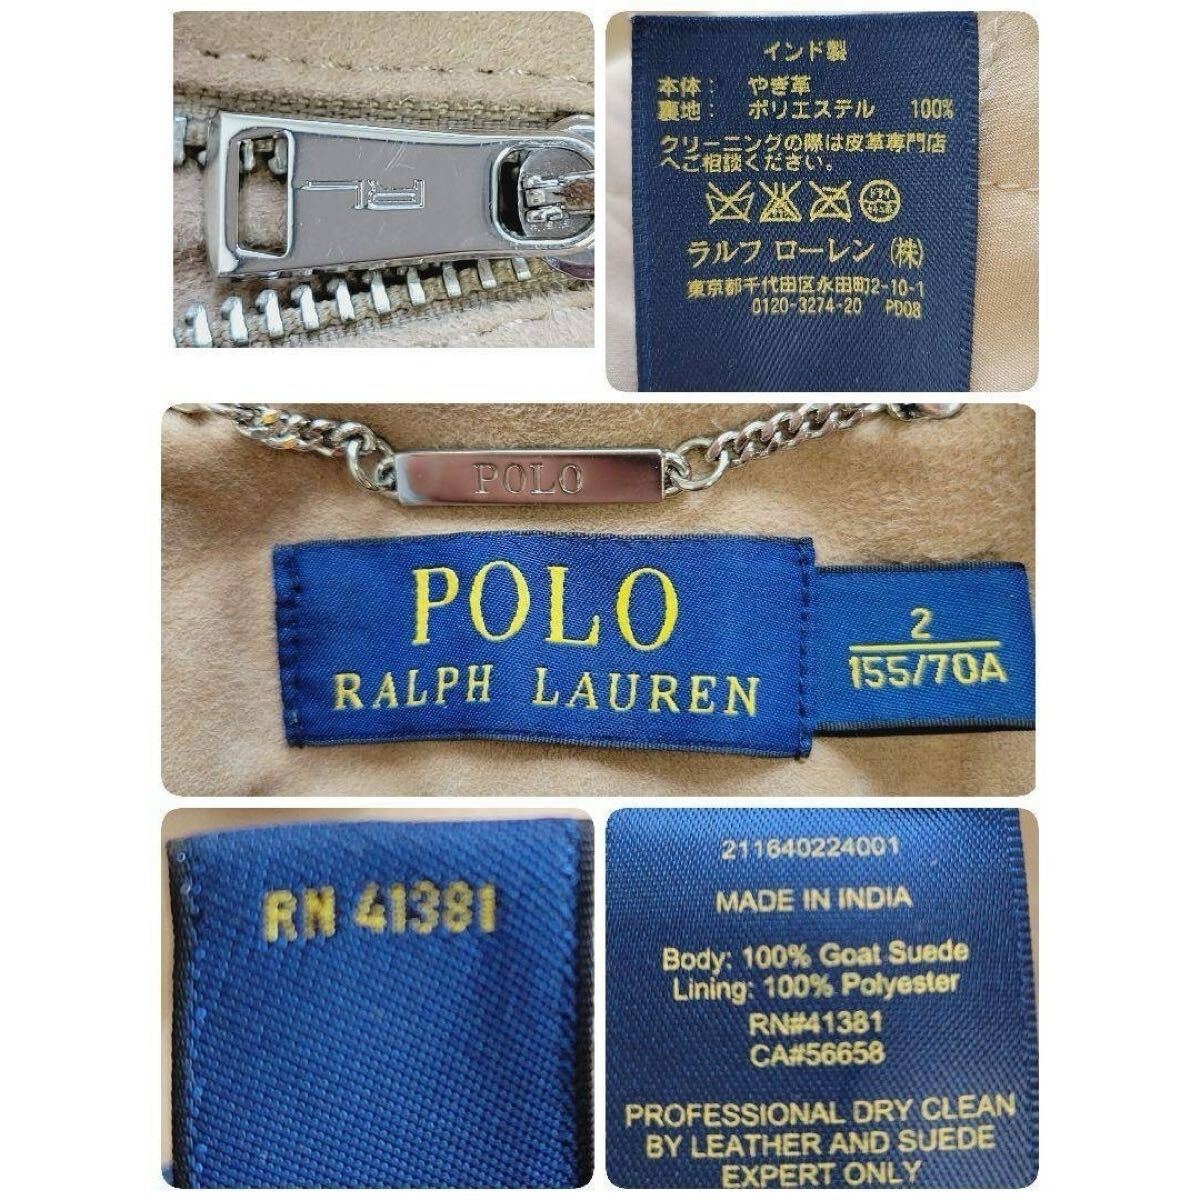 RL
インド製
本体： やぎ革
裏地： ポリエステル 100%
クリーニングの際は皮革専門店
へご相談ください。
ラルフ ローレン (株)
東京都千代田区永田町2-10-1
0120-3274-20 PD08
POLO
POLO
RALPH LAUREN
2
155/70A
RN 41381
211640224001
MADE IN INDIA
Body: 100% Goat Suede
Lining: 100% Polyester
RN#41381
CA#56658
PROFESSIONAL DRY CLEAN
BY LEATHER AND SUEDE
EXPERT ONLY